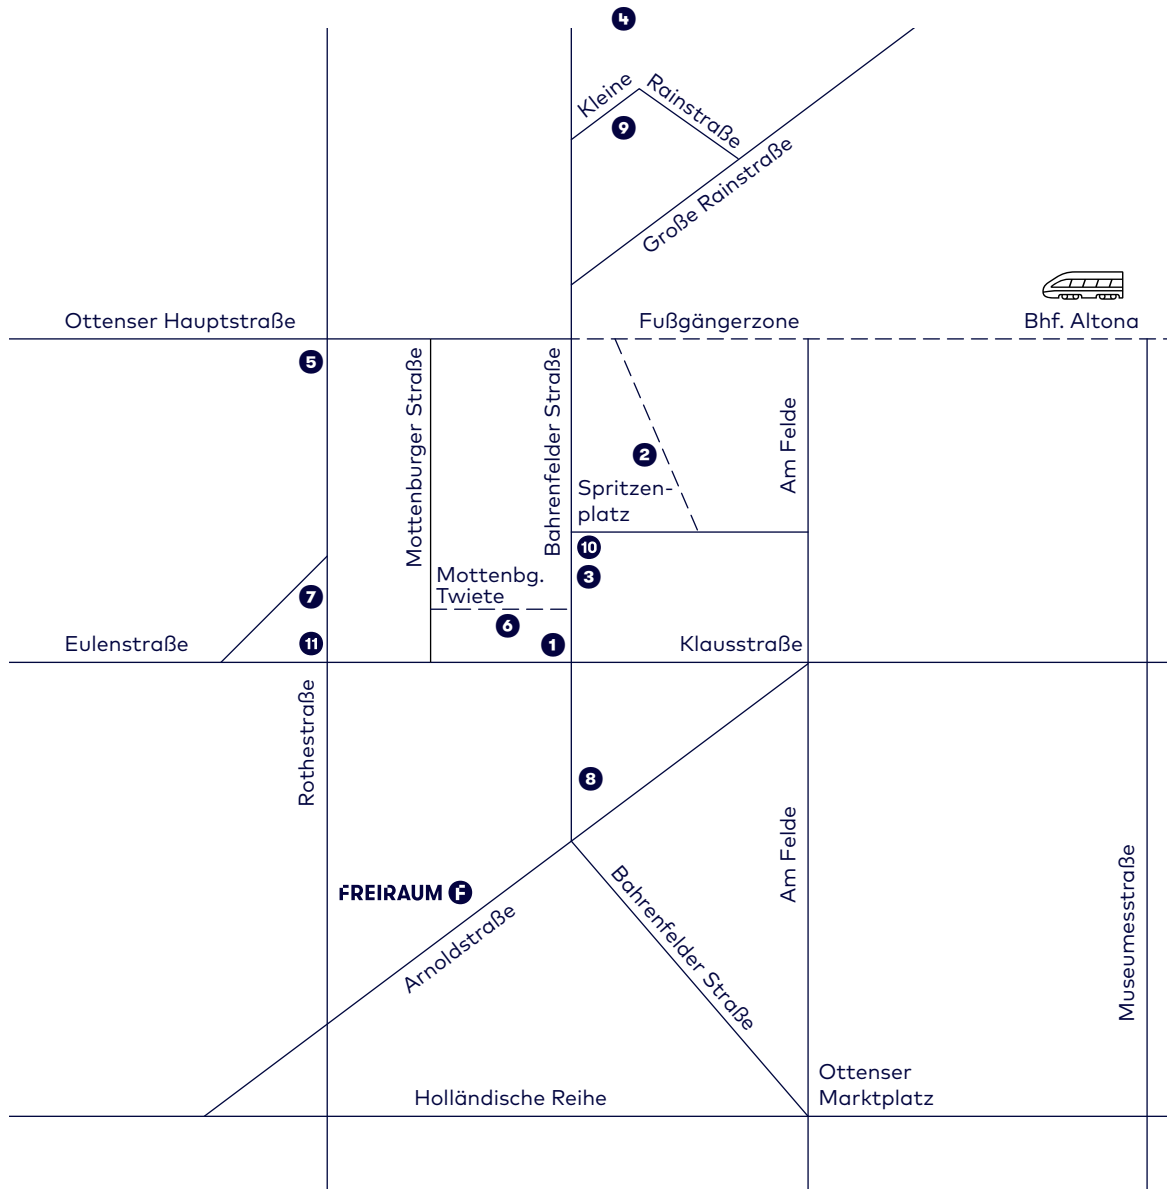 4
Kleine
Rainstraße
9
Große Rainstraße
Ottenser Hauptstraße
Fußgängerzone
Bhf. Altona
5
Mottenburger Straße
Bahrenfelder Straße
2
Am Felde
Spritzen-
platz
10
3
Mottenbg.
Twiete
7
6
1
11
Eulenstraße
Klausstraße
Rothestraße
8
Am Felde
FREIRAUM F
Arnoldstraße
Bahrenfelder Straße
Museumesstraße
Ottenser
Marktplatz
Holländische Reihe